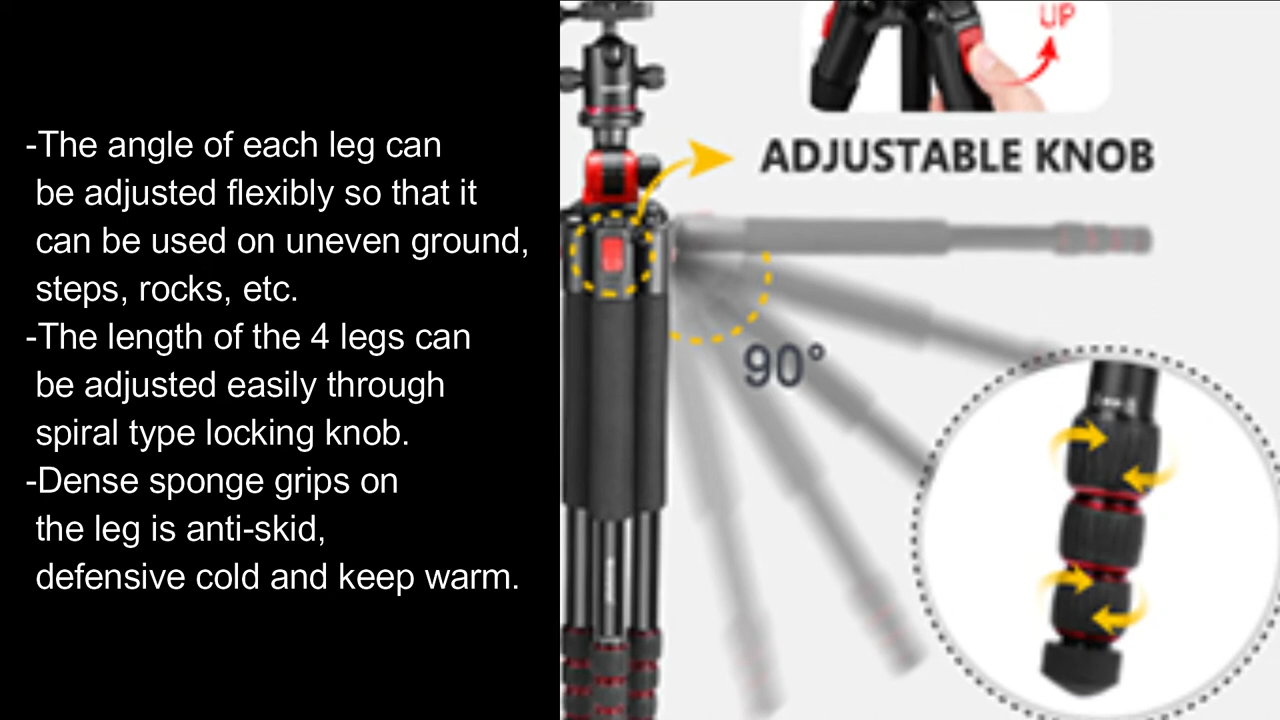 -The angle of each leg can
be adjusted flexibly so that it
can be used on uneven ground,
steps, rocks, etc.
-The length of the 4 legs can
be adjusted easily through
spiral type locking knob.
-Dense sponge grips on
the leg is anti-skid,
defensive cold and keep warm.
UP
ADJUSTABLE KNOB
90°